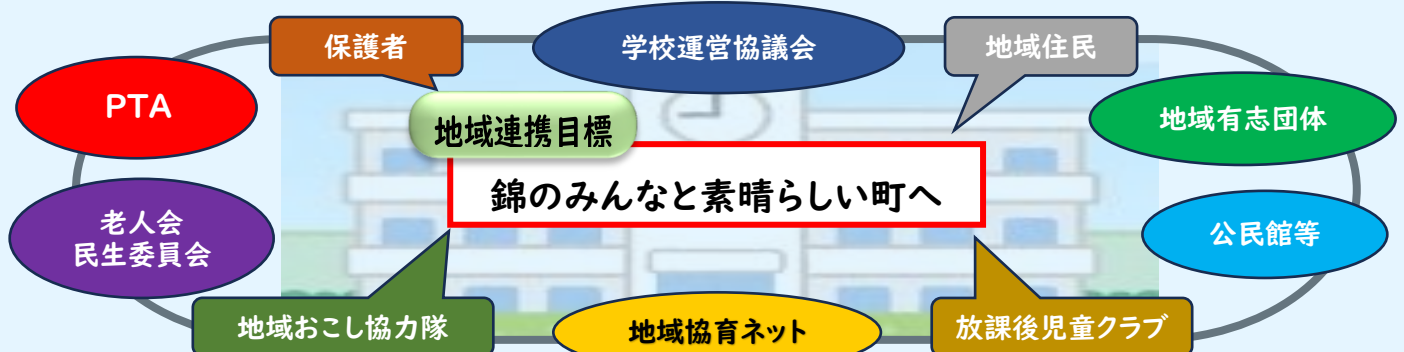 保護者
学校運営協議会
地域住民
PTA
地域有志団体
地域連携目標
錦のみんなと素晴らしい町へ
老人会
民生委員会
公民館等
地域おこし協力隊
地域協育ネット
放課後児童クラブ